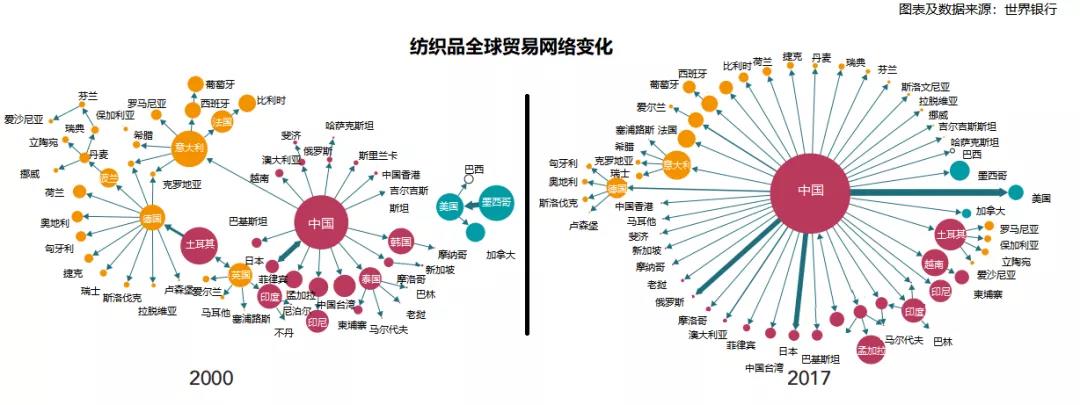 图表及数据来源：世界银行
纺织品全球贸易网络变化
芬兰
爱沙尼亚
保加利亚
瑞典
立陶宛
丹麦
挪威
波兰
荷兰
奥地利
匈牙利
捷克
瑞士
斯洛伐克
拉脱维亚
卢森堡
爱尔兰
马耳他
塞浦路斯
德国
土耳其
英国
葡萄牙
罗马尼亚
西班牙
比利时
法国
希腊
意大利
克罗地亚
斐济
哈萨克斯坦
澳大利亚
俄罗斯
斯里兰卡
越南
中国香港
吉尔吉斯
斯坦
中国
巴基斯坦
日本
菲律宾
印度
孟加拉
尼泊尔
不丹
印尼
中国台湾
泰国
柬埔寨
韩国
摩纳哥
新加坡
摩洛哥
巴林
老挝
马尔代夫
巴西
美国
墨西哥
加拿大
2000
葡萄牙
西班牙
比利时
荷兰
捷克
丹麦
瑞典
芬兰
斯洛文尼亚
拉脱维亚
挪威
吉尔吉斯斯坦
哈萨克斯坦
巴西
墨西哥
美国
加拿大
爱尔兰
塞浦路斯
法国
希腊
匈牙利
克罗地亚
意大利
奥地利
瑞士
德国
斯洛伐克
卢森堡
中国香港
马耳他
斐济
新加坡
摩纳哥
老挝
俄罗斯
摩洛哥
澳大利亚
菲律宾
中国台湾
日本
巴基斯坦
中国
土耳其
罗马尼亚
保加利亚
立陶宛
越南
爱沙尼亚
印尼
柬埔寨
印度
马尔代夫
巴林
孟加拉
2017